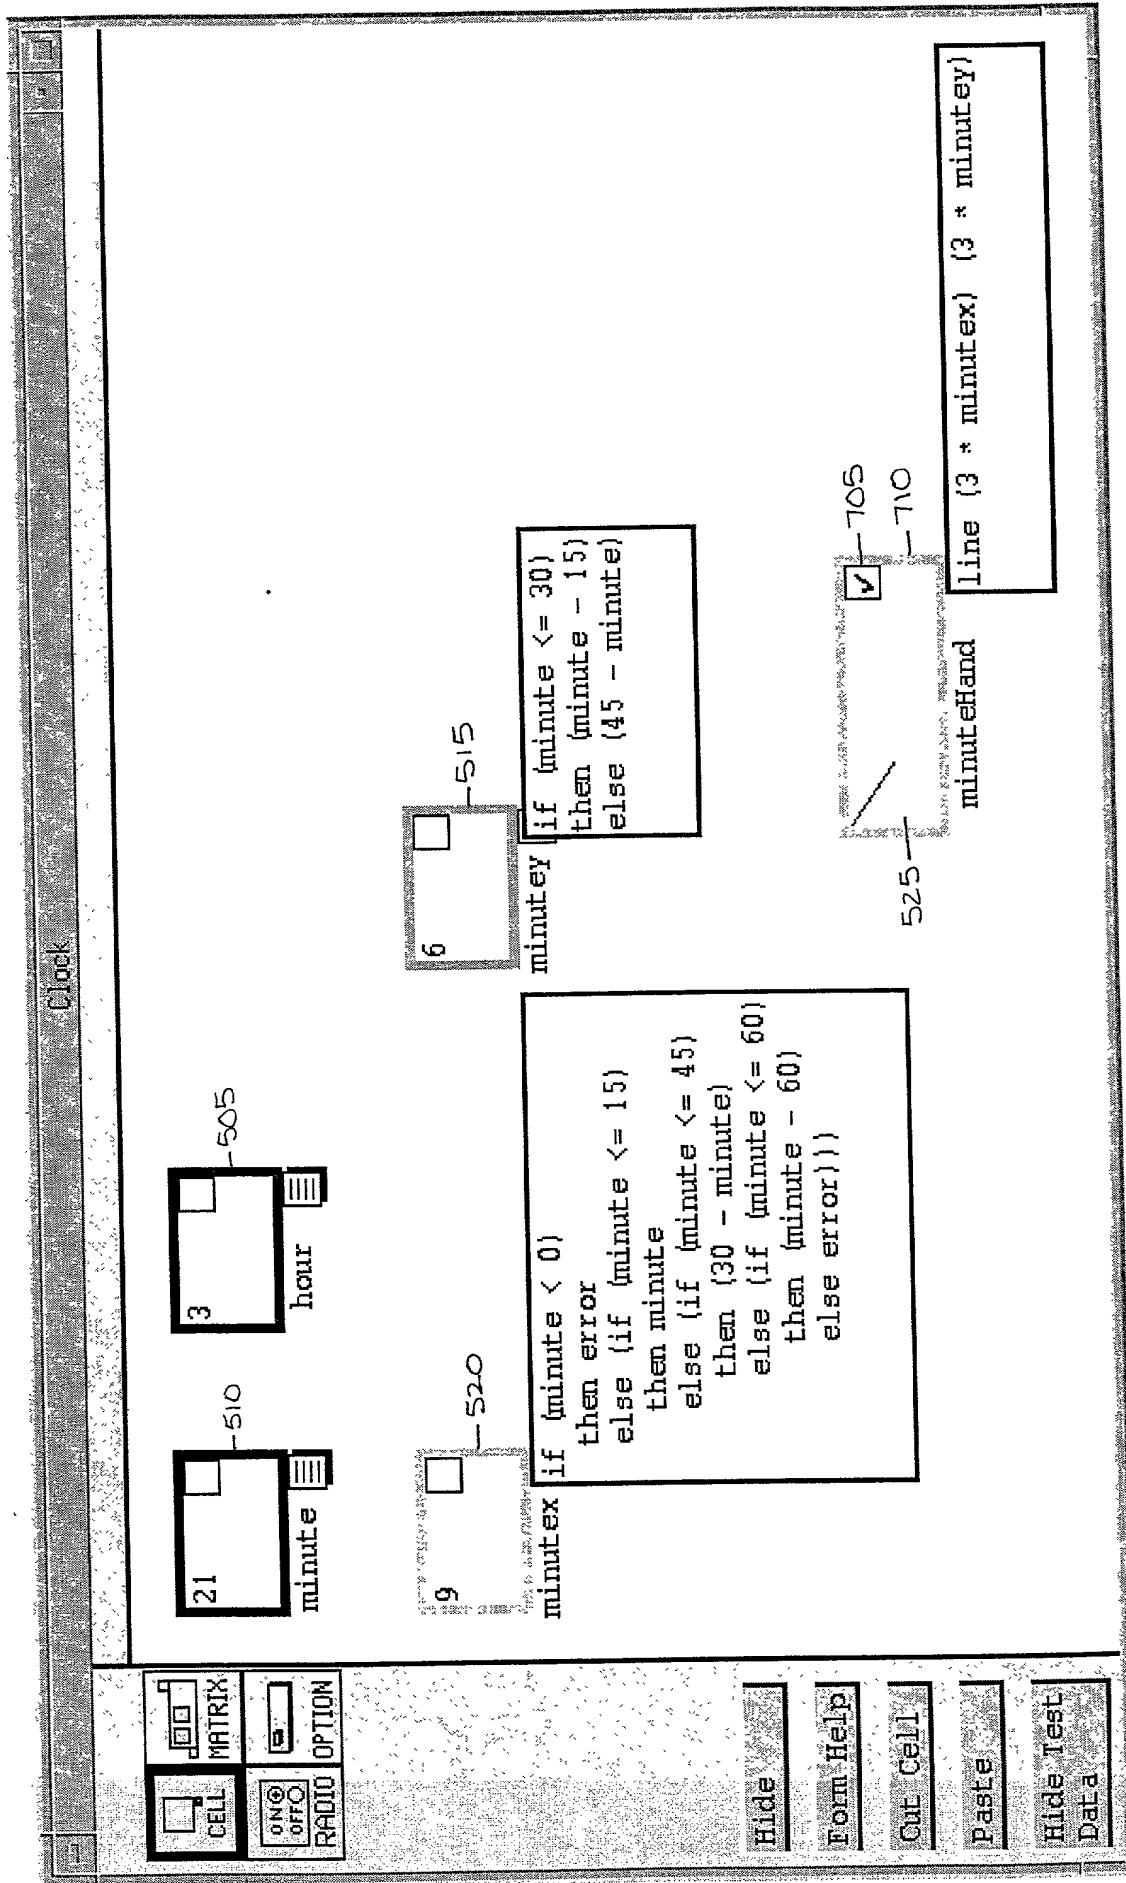 Clock
CELL
MATRIX
ON
OFF
RADIO
OPTION
Hide
Form Help
Cut Cell
Paste
Hide Test
Data
21
510
minute
3
505
hour
9
520
minutex
if (minute < 0)
then error
else (if (minute <= 15)
then minute
else (if (minute <= 45)
then (30 - minute)
else (if (minute <= 60)
then (minute - 60)
else error)))
6
515
minutey
if (minute <= 30)
then (minute - 15)
else (45 - minute)
525
705
710
minuteHand
line (3 * minutex) (3 * minutey)